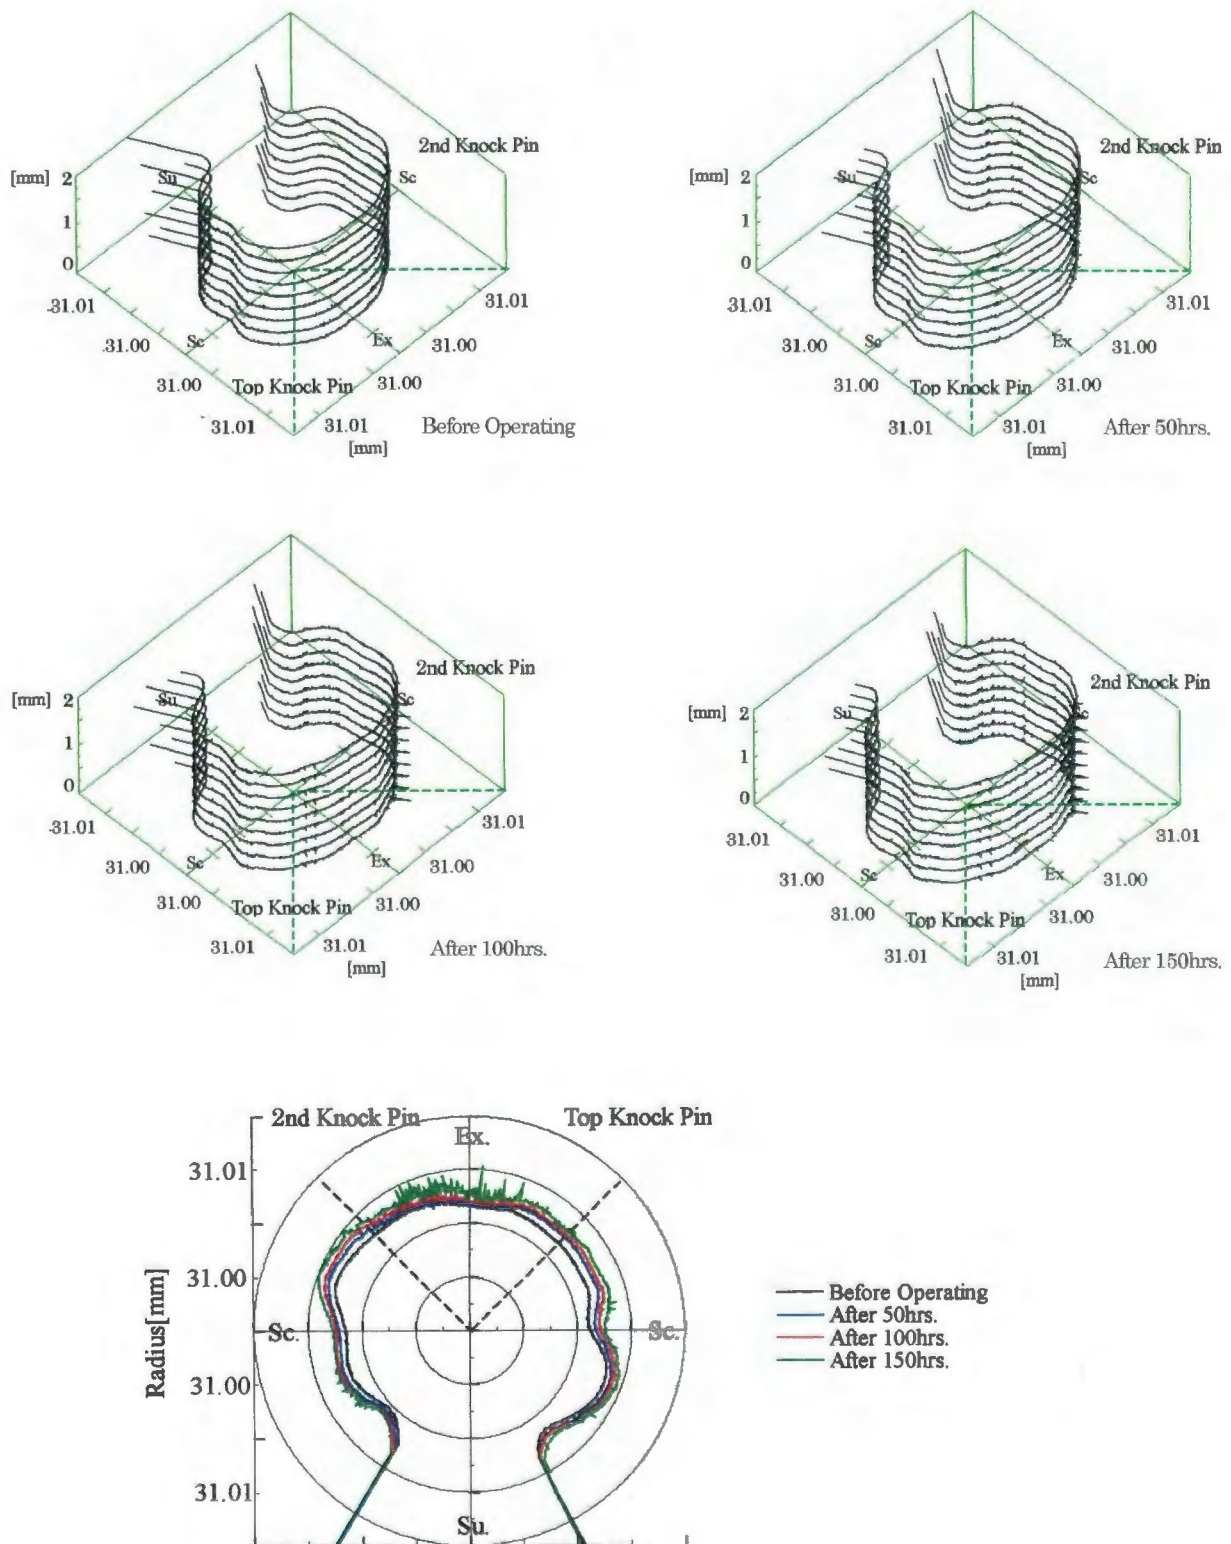 2nd Knock Pin
[mm]
2
1
0
Su
Sc
.31.01
31.01
.31.00
Sc
Ex
31.00
31.00
Top Knock Pin
31.00
31.01
31.01
[mm]
Before Operating
2nd Knock Pin
[mm]
2
1
0
Su
Sc
31.01
31.01
31.00
Sc
Ex
31.00
31.00
Top Knock Pin
31.00
31.01
31.01
[mm]
After 50hrs.
2nd Knock Pin
[mm]
2
1
0
Su
Sc
.31.01
31.01
31.00
Sc
Ex
31.00
31.00
Top Knock Pin
31.00
31.01
31.01
[mm]
After 100hrs.
2nd Knock Pin
[mm]
2
1
0
Su
31.01
31.01
31.00
Sc
Ex
31.00
31.00
Top Knock Pin
31.00
31.01
31.01
[mm]
After 150hrs.
2nd Knock Pin
Top Knock Pin
Ex.
31.01
31.00
Radius[mm]
Sc.
Sc.
31.00
31.01
Su.
Before Operating
After 50hrs.
After 100hrs.
After 150hrs.